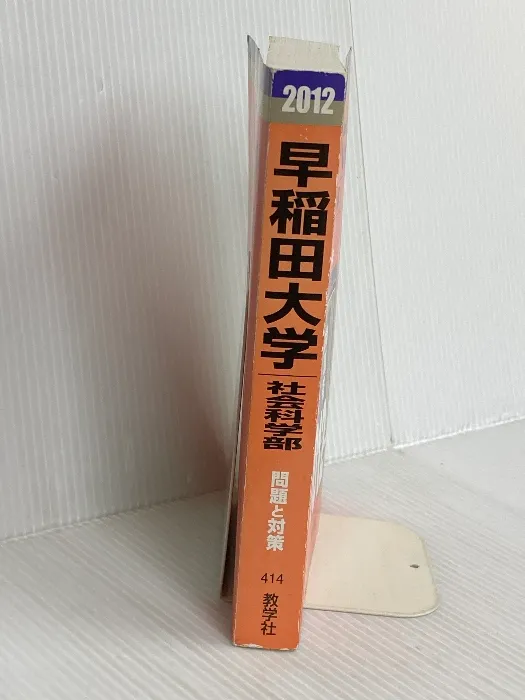 2012
早稲田大学
社会科学部
問題と対策
414
教学社